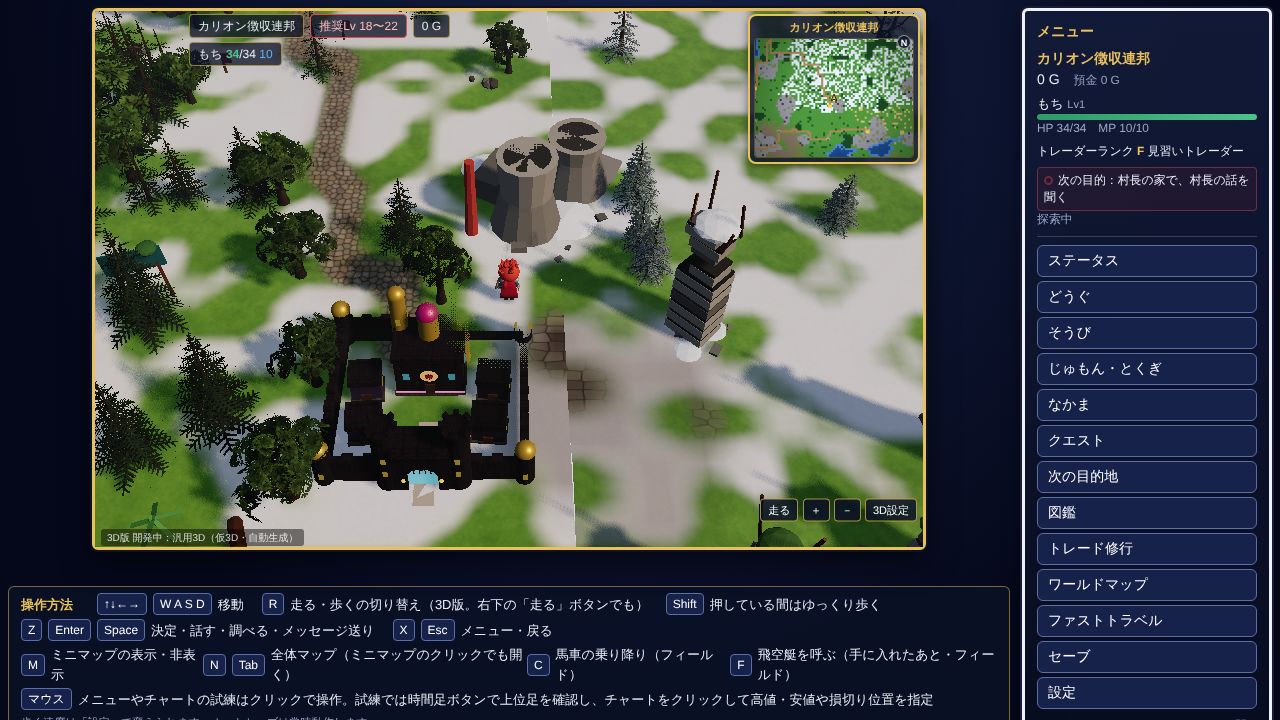 カリオン徴収連邦 推奨Lv 18〜22 0 G
もち 34/34 10
カリオン徴収連邦
N
走る ＋ － 3D設定
3D版 開発中：汎用3D（仮3D・自動生成）
メニュー
カリオン徴収連邦
0 G 預金 0 G
もち Lv1
HP 34/34 MP 10/10
トレーダーランク F 見習いトレーダー
次の目的：村長の家で、村長の話を
聞く
探索中
ステータス
どうぐ
そうび
じゅもん・とくぎ
なかま
クエスト
次の目的地
図鑑
トレード修行
ワールドマップ
ファストトラベル
セーブ
設定
操作方法 ↑↓←→ W A S D 移動 R 走る・歩くの切り替え（3D版。右下の「走る」ボタンでも） Shift 押している間はゆっくり歩く
Z Enter Space 決定・話す・調べる・メッセージ送り X Esc メニュー・戻る
M ミニマップの表示・非表示 N Tab 全体マップ（ミニマップのクリックでも開く） C 馬車の乗り降り（フィールド） F 飛空艇を呼ぶ（手に入れたあと・フィールド）
マウス メニューやチャートの試練はクリックで操作。試練では時間足ボタンで上位足を確認し、チャートをクリックして高値・安値や損切り位置を指定